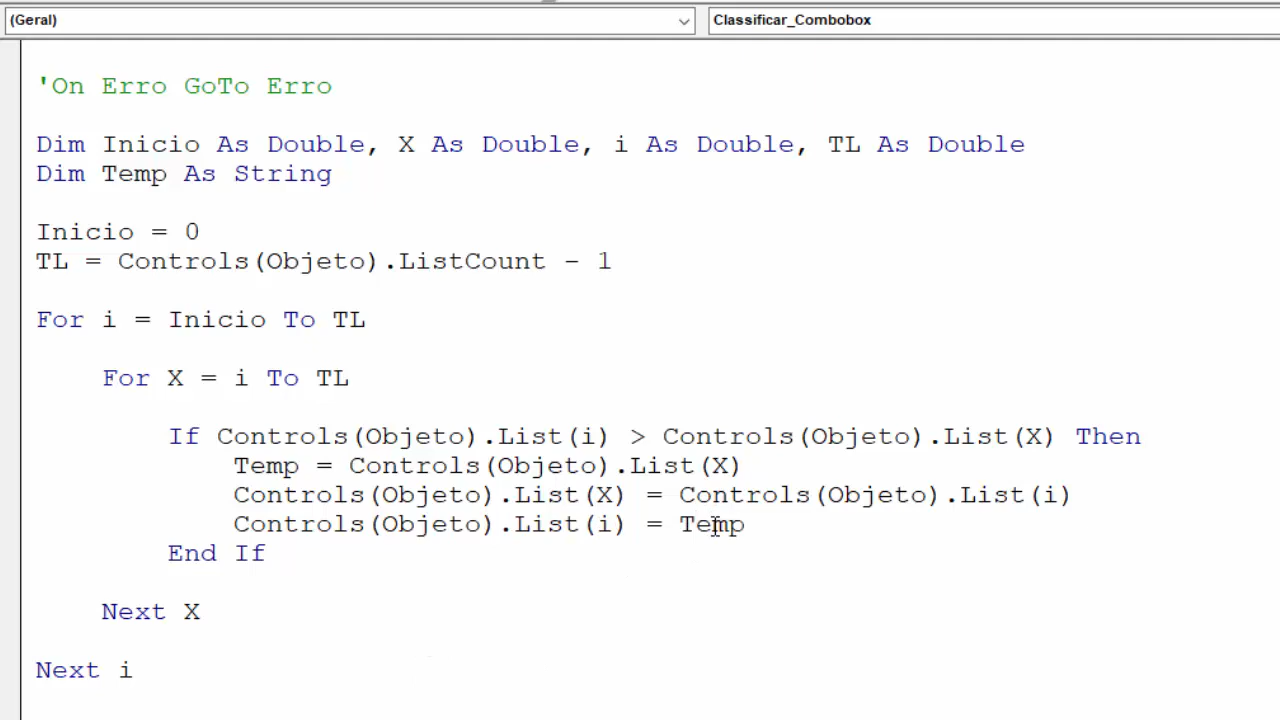 (Geral)
Classificar_Combobox
'On Erro GoTo Erro
Dim Inicio As Double, X As Double, i As Double, TL As Double
Dim Temp As String
Inicio = 0
TL = Controls(Objeto).ListCount - 1
For i = Inicio To TL
For X = i To TL
If Controls(Objeto).List(i) > Controls(Objeto).List(X) Then
Temp = Controls(Objeto).List(X)
Controls(Objeto).List(X) = Controls(Objeto).List(i)
Controls(Objeto).List(i) = Temp
End If
Next X
Next i